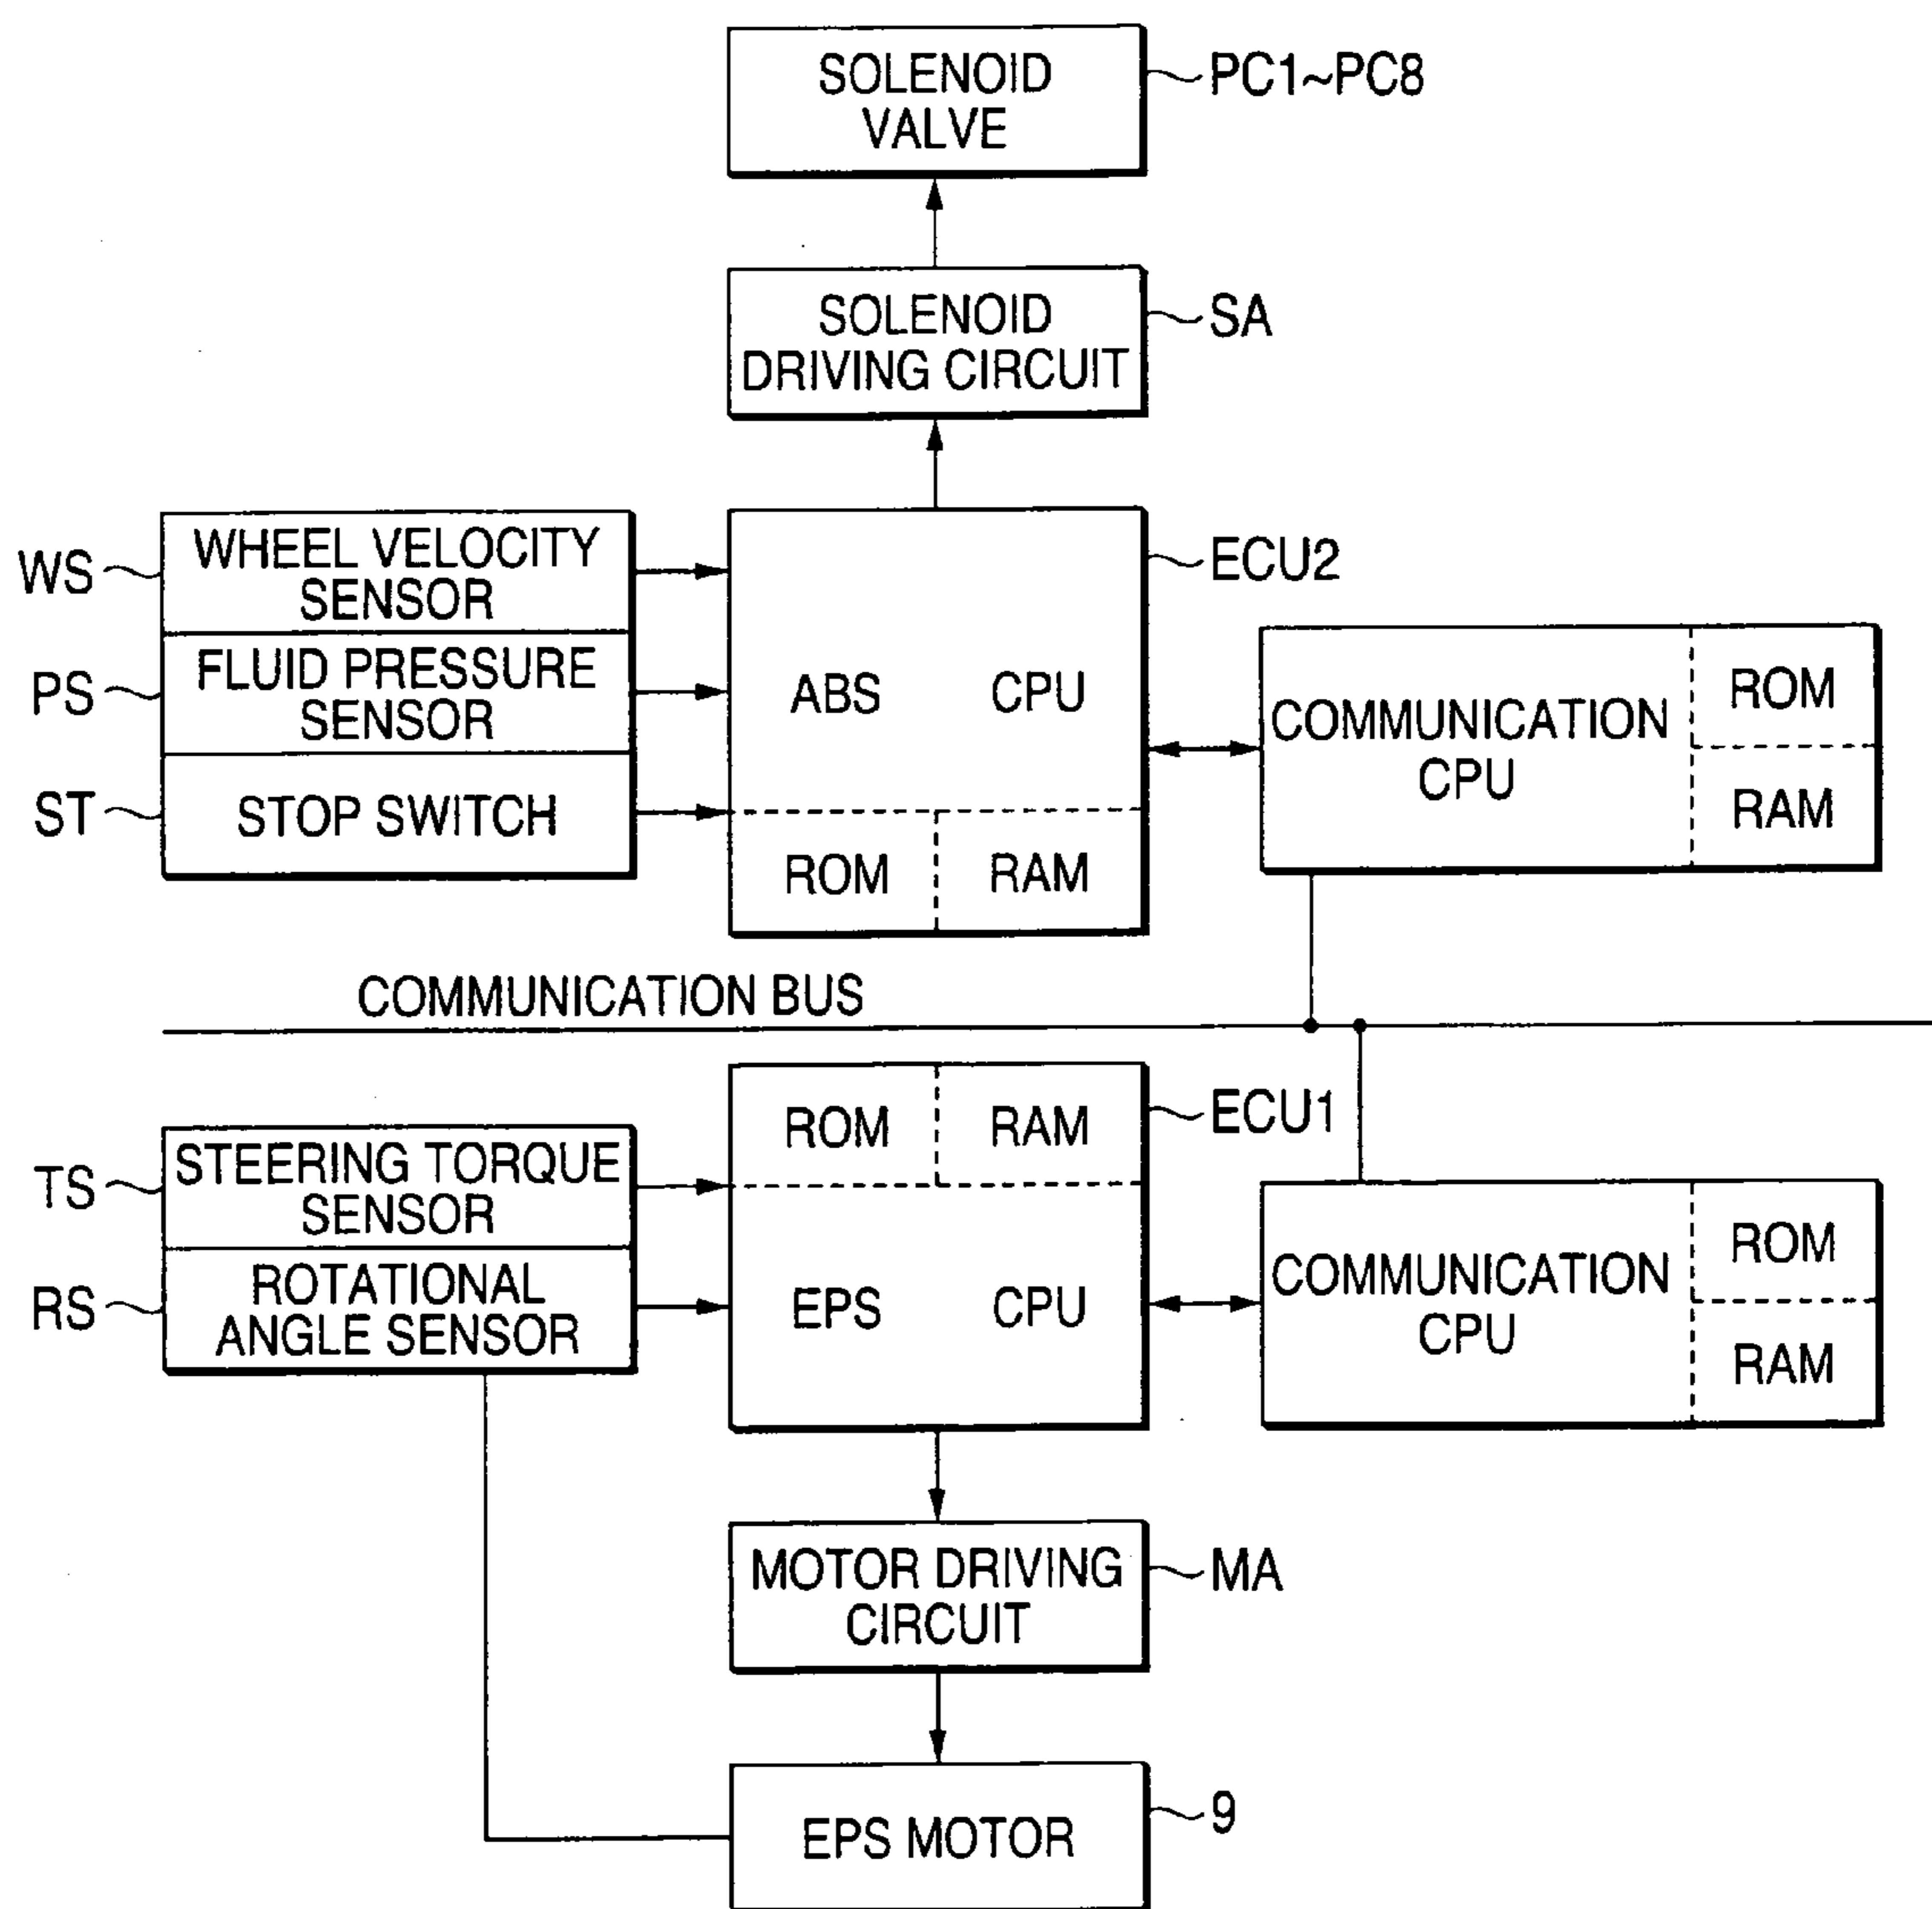 SOLENOID
VALVE
PC1~PC8
SOLENOID
DRIVING CIRCUIT
SA
WS
WHEEL VELOCITY
SENSOR
PS
FLUID PRESSURE
SENSOR
ST
STOP SWITCH
ABS CPU
ROM RAM
ECU2
COMMUNICATION
CPU
ROM
RAM
COMMUNICATION BUS
TS
STEERING TORQUE
SENSOR
RS
ROTATIONAL
ANGLE SENSOR
ROM RAM
EPS CPU
ECU1
COMMUNICATION
CPU
ROM
RAM
MOTOR DRIVING
CIRCUIT
MA
EPS MOTOR
9